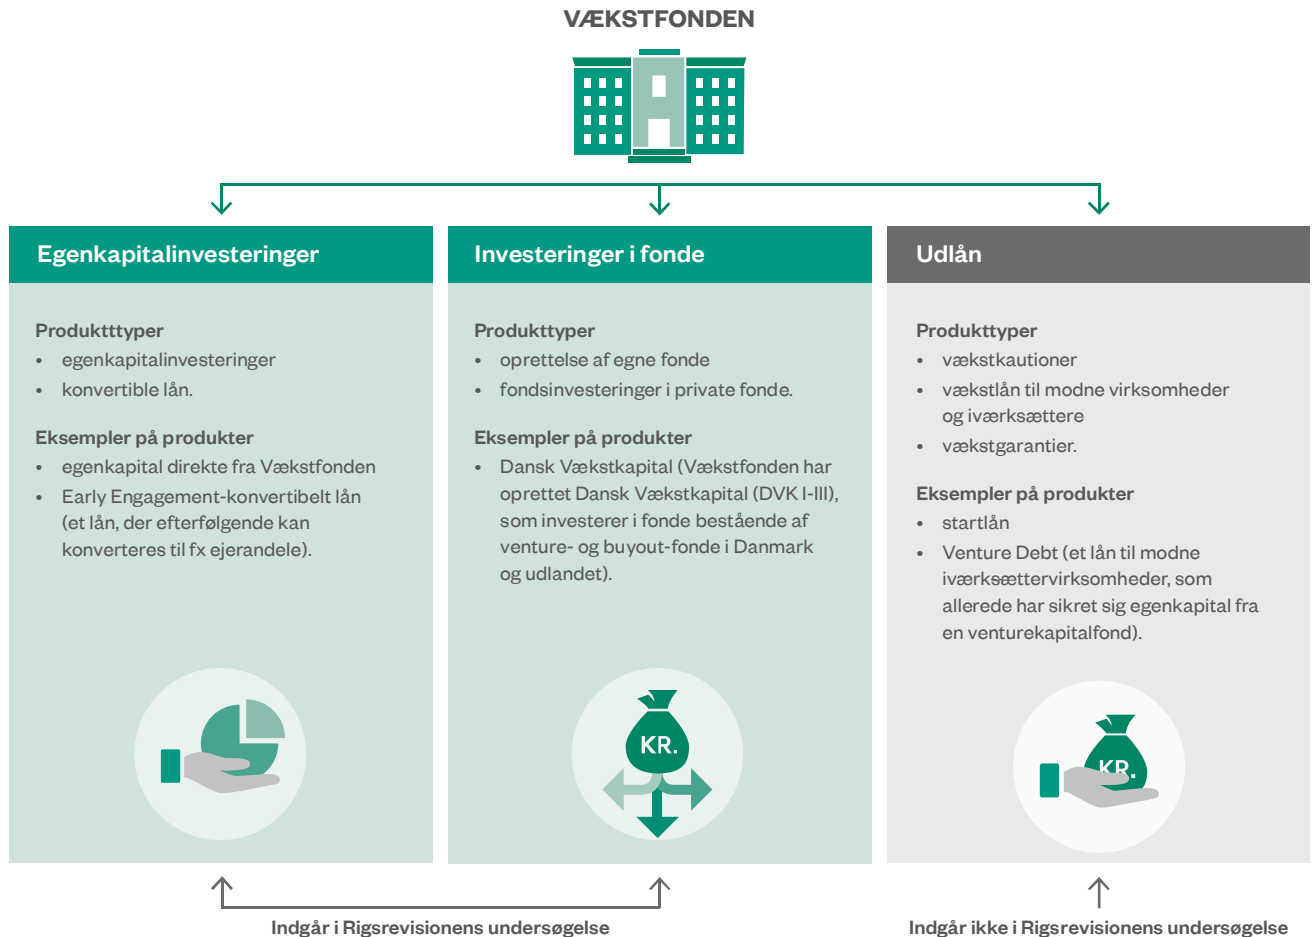 VÆKSTFONDEN
Egenkapitalinvesteringer
Produktttyper
• egenkapitalinvesteringer
• konvertible lån.
Eksempler på produkter
• egenkapital direkte fra Vækstfonden
• Early Engagement-konvertibelt lån
(et lån, der efterfølgende kan
konverteres til fx ejerandele).
Investeringer i fonde
Produkttyper
• oprettelse af egne fonde
• fondsinvesteringer i private fonde.
Eksempler på produkter
• Dansk Vækstkapital (Vækstfonden har
oprettet Dansk Vækstkapital (DVK I-III),
som investerer i fonde bestående af
venture- og buyout-fonde i Danmark
og udlandet).
KR.
Udlån
Produkttyper
• vækstkautioner
• vækstlån til modne virksomheder
og iværksættere
• vækstgarantier.
Eksempler på produkter
• startlån
• Venture Debt (et lån til modne
iværksættervirksomheder, som
allerede har sikret sig egenkapital fra
en venturekapitalfond).
KR.
Indgår i Rigsrevisionens undersøgelse
Indgår ikke i Rigsrevisionens undersøgelse